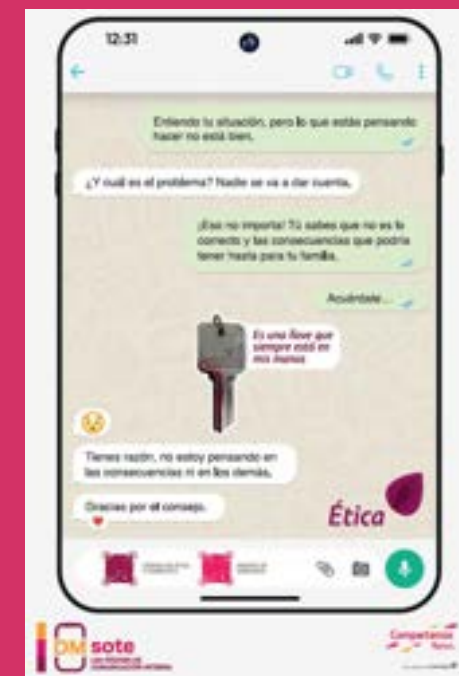 12:31
Entiendo tu situación, pero lo que estás pensando
hacer no está bien.
¿Y cuál es el problema? Nadie se va a dar cuenta.
¡Eso no importa! Tú sabes que no es lo
correcto y las consecuencias que podría
tener hasta para tu familia.
Acuérdate...
Es una llave que
siempre está en
mis manos
Tienes razón, no estoy pensando en
las consecuencias ni en los demás.
Gracias por el consejo.
Ética
DM
sote
COMUNICACIÓN INTERNA